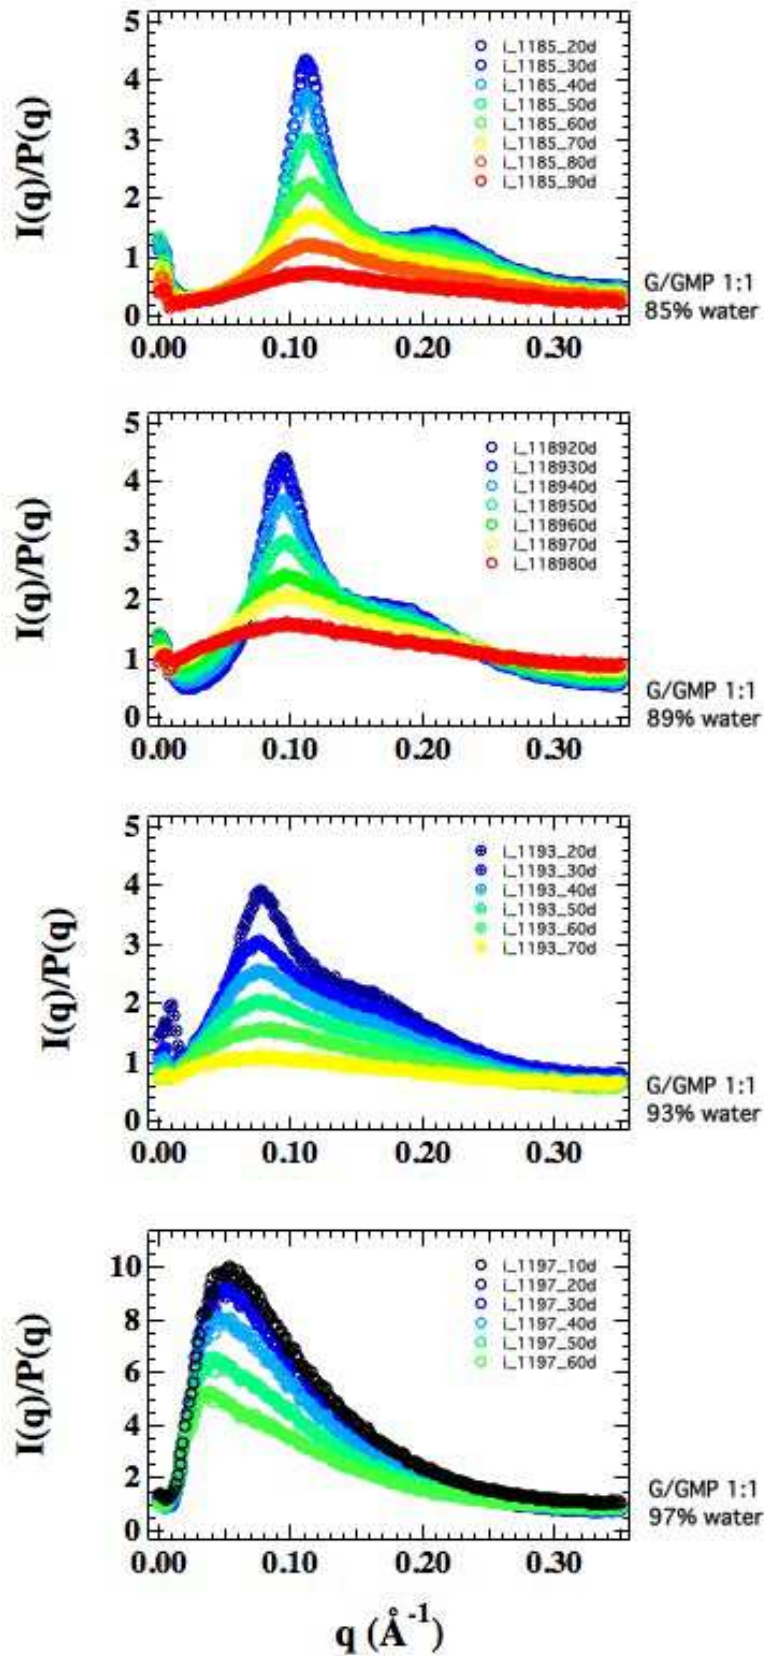 5
4
3
2
1
0
I(q)/P(q)
i_1185_20d
i_1185_30d
i_1185_40d
i_1185_50d
i_1185_60d
i_1185_70d
i_1185_80d
i_1185_90d
G/GMP 1:1
85% water
0.00 0.10 0.20 0.30
5
4
3
2
1
0
I(q)/P(q)
i_118920d
i_118930d
i_118940d
i_118950d
i_118960d
i_118970d
i_118980d
G/GMP 1:1
89% water
0.00 0.10 0.20 0.30
5
4
3
2
1
0
I(q)/P(q)
i_1193_20d
i_1193_30d
i_1193_40d
i_1193_50d
i_1193_60d
i_1193_70d
G/GMP 1:1
93% water
0.00 0.10 0.20 0.30
10
8
6
4
2
0
I(q)/P(q)
i_1197_10d
i_1197_20d
i_1197_30d
i_1197_40d
i_1197_50d
i_1197_60d
G/GMP 1:1
97% water
0.00 0.10 0.20 0.30
q (Å⁻¹)